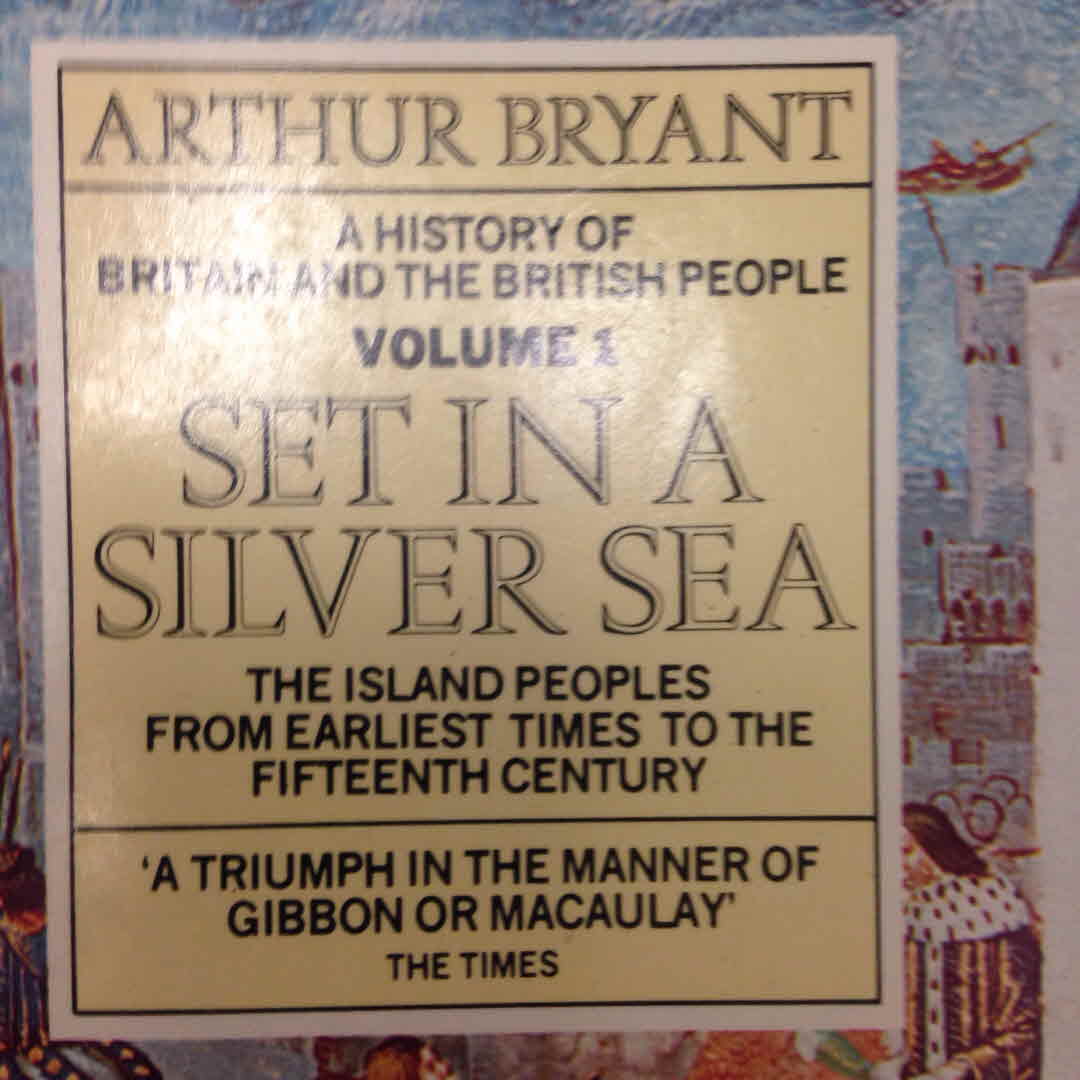 ARTHUR BRYANT
A HISTORY OF
BRITAIN AND THE BRITISH PEOPLE
VOLUME 1
SET IN A
SILVER SEA
THE ISLAND PEOPLES
FROM EARLIEST TIMES TO THE
FIFTEENTH CENTURY
'A TRIUMPH IN THE MANNER OF
GIBBON OR MACAULAY'
THE TIMES